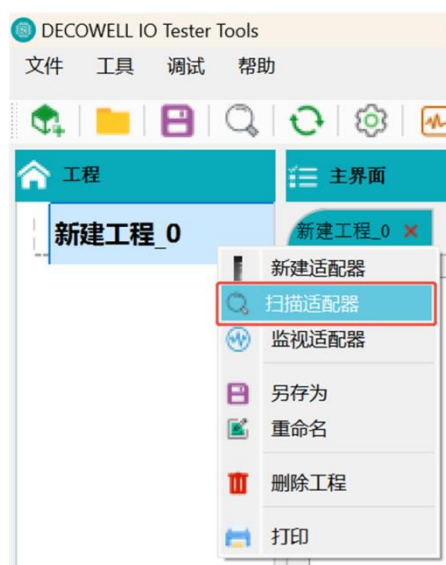 DECOWELL IO Tester Tools
文件 工具 调试 帮助
工程
主界面
新建工程_0
新建工程_0
新建适配器
扫描适配器
监视适配器
另存为
重命名
删除工程
打印